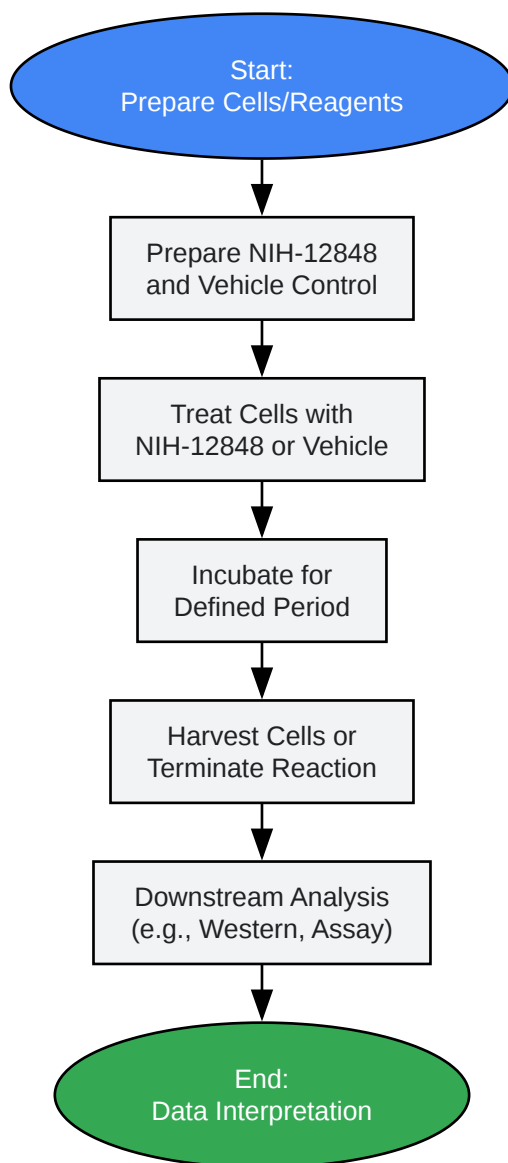 Start:
Prepare Cells/Reagents
Prepare NIH-12848
and Vehicle Control
Treat Cells with
NIH-12848 or Vehicle
Incubate for
Defined Period
Harvest Cells or
Terminate Reaction
Downstream Analysis
(e.g., Western, Assay)
End:
Data Interpretation